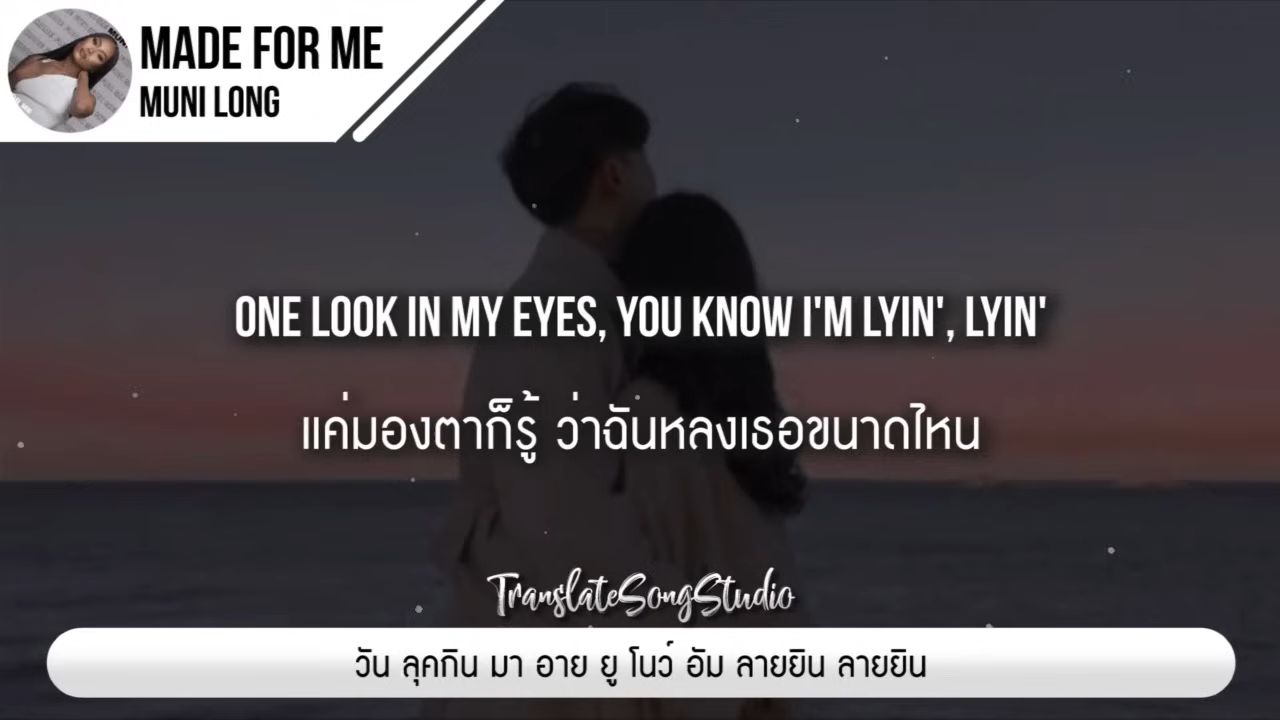 MADE FOR ME
MUNI LONG
ONE LOOK IN MY EYES, YOU KNOW I'M LYIN', LYIN'
แค่มองตาก็รู้ ว่าฉันหลงเธอขนาดไหน
TranslateSongStudio
วัน ลุคกิน มา อาย ยู โนว์ อัม ลายยิน ลายยิน